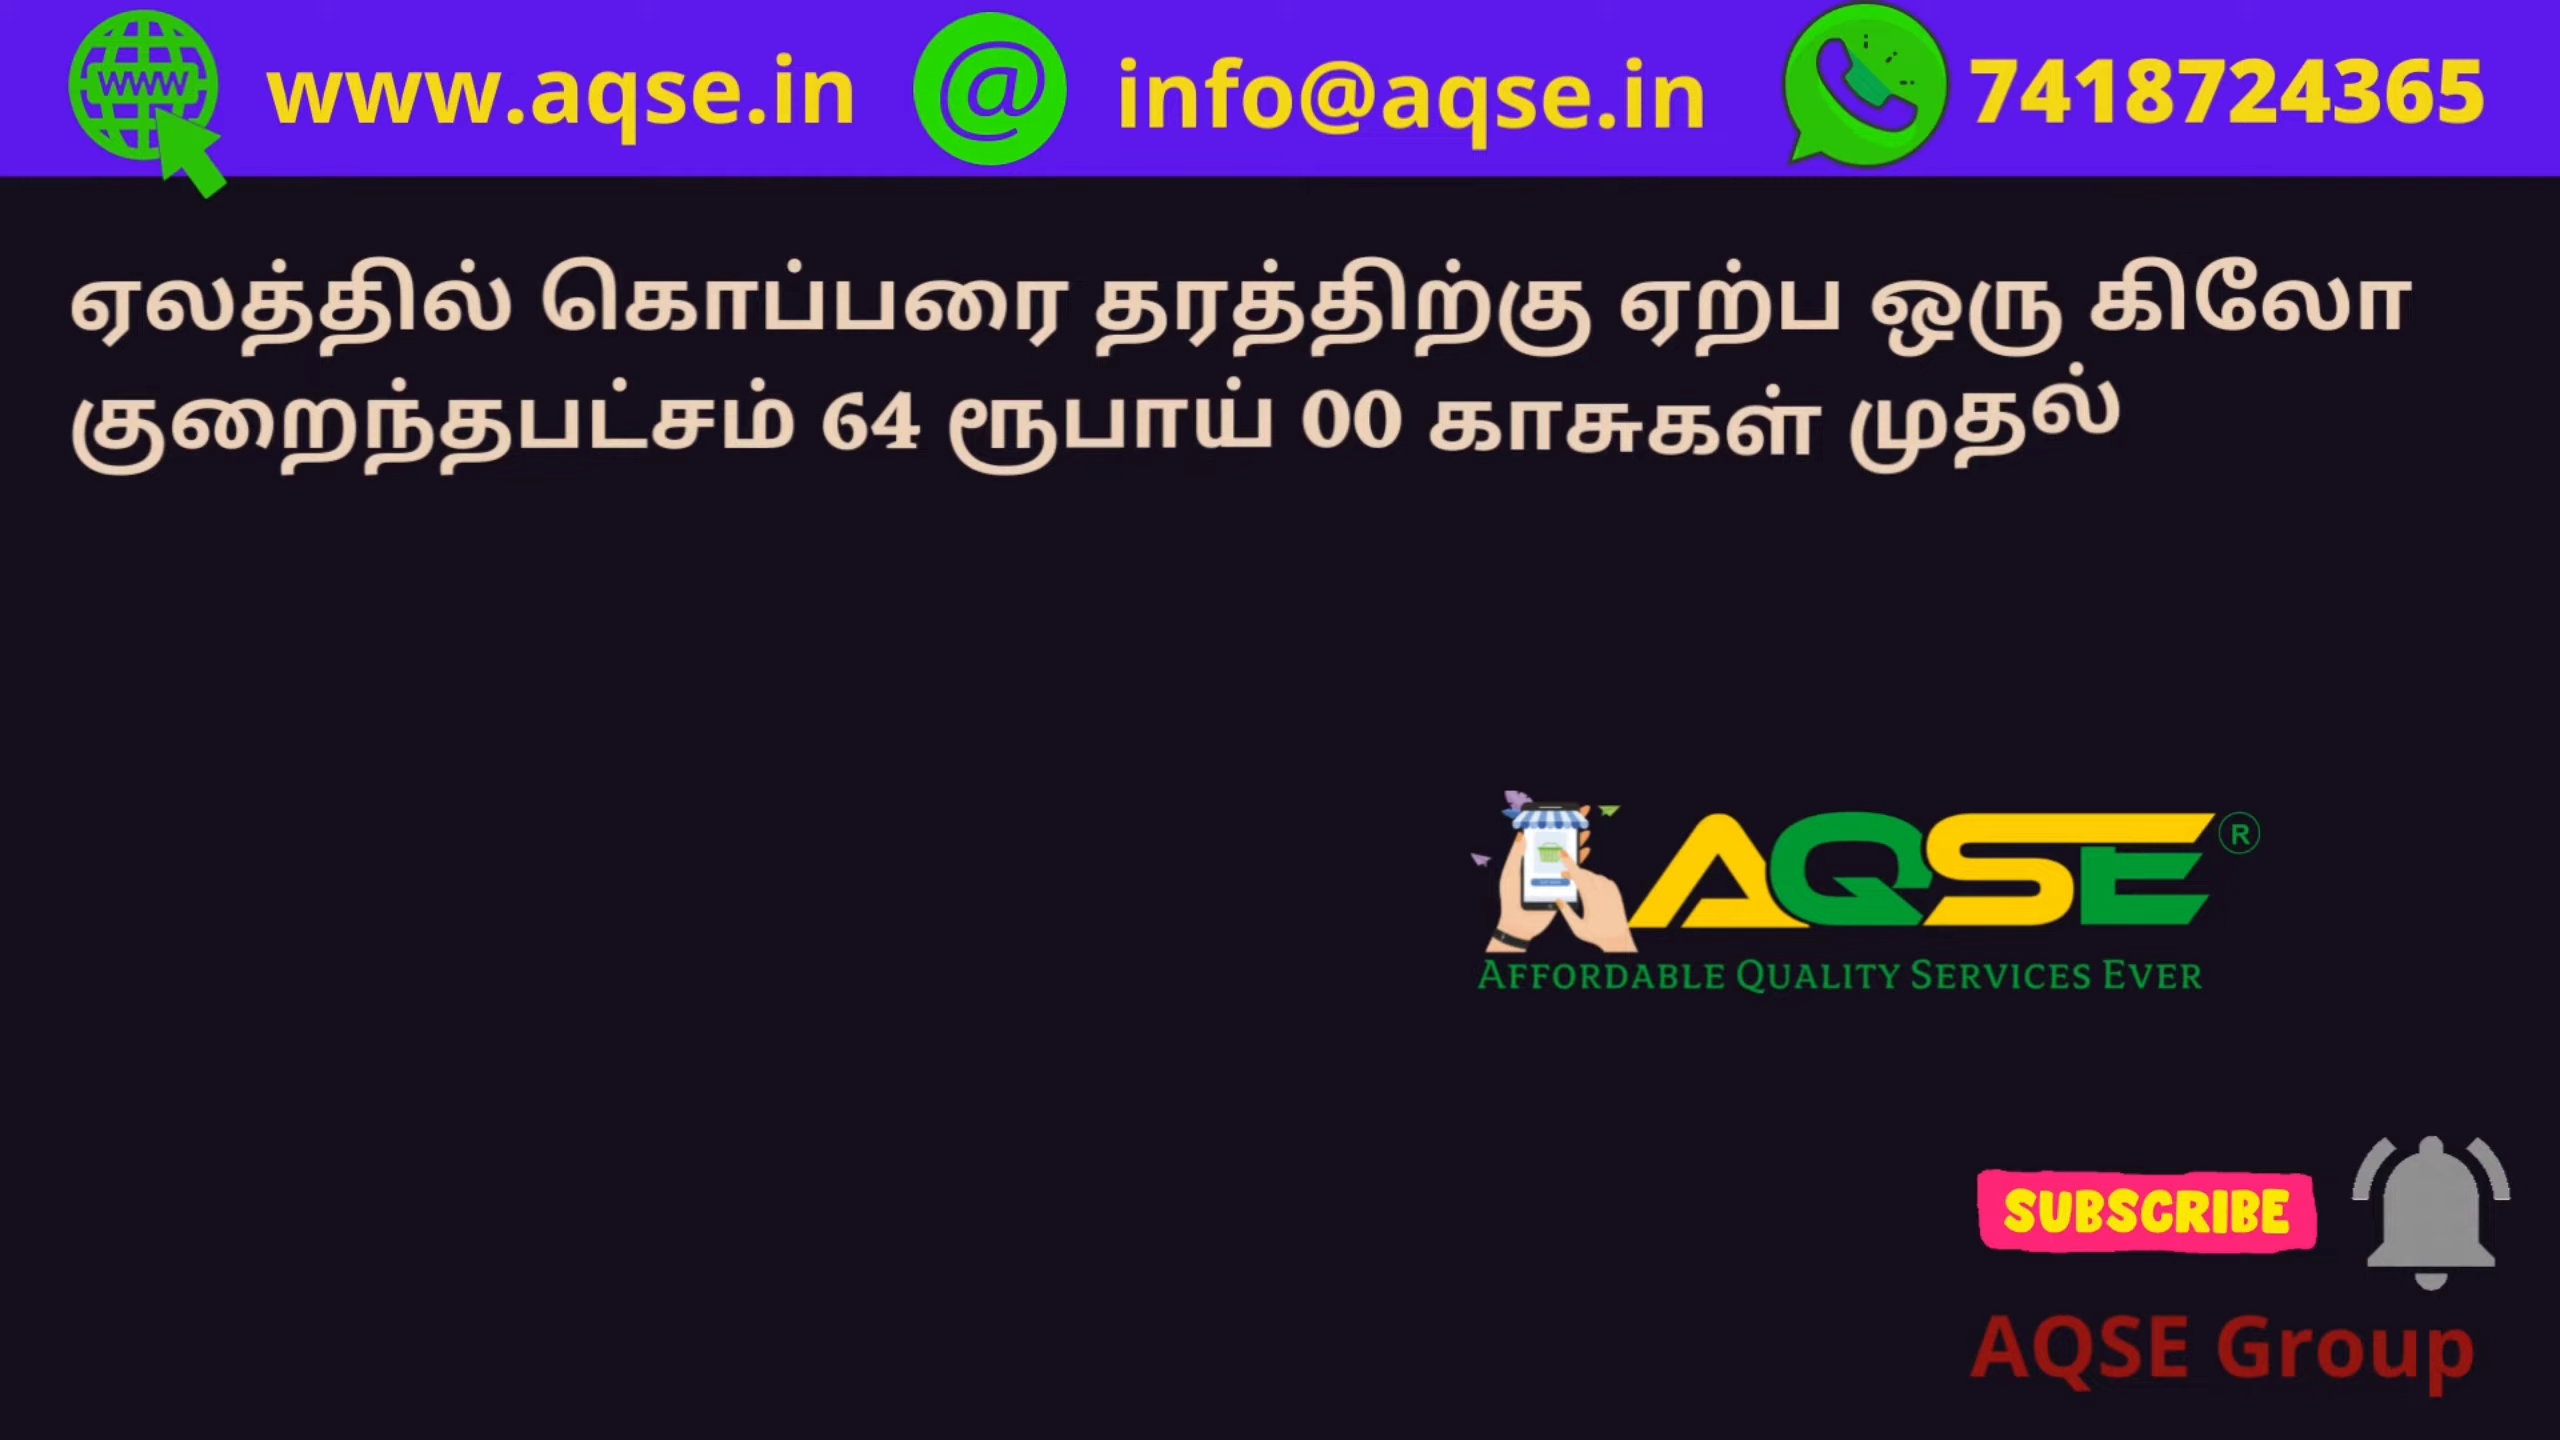 www.aqse.in info@aqse.in 7418724365
www
ஏலத்தில் கொப்பரை தரத்திற்கு ஏற்ப ஒரு கிலோ
குறைந்தபட்சம் 64 ரூபாய் 00 காசுகள் முதல்
AQSE®
AFFORDABLE QUALITY SERVICES EVER
SUBSCRIBE
AQSE Group